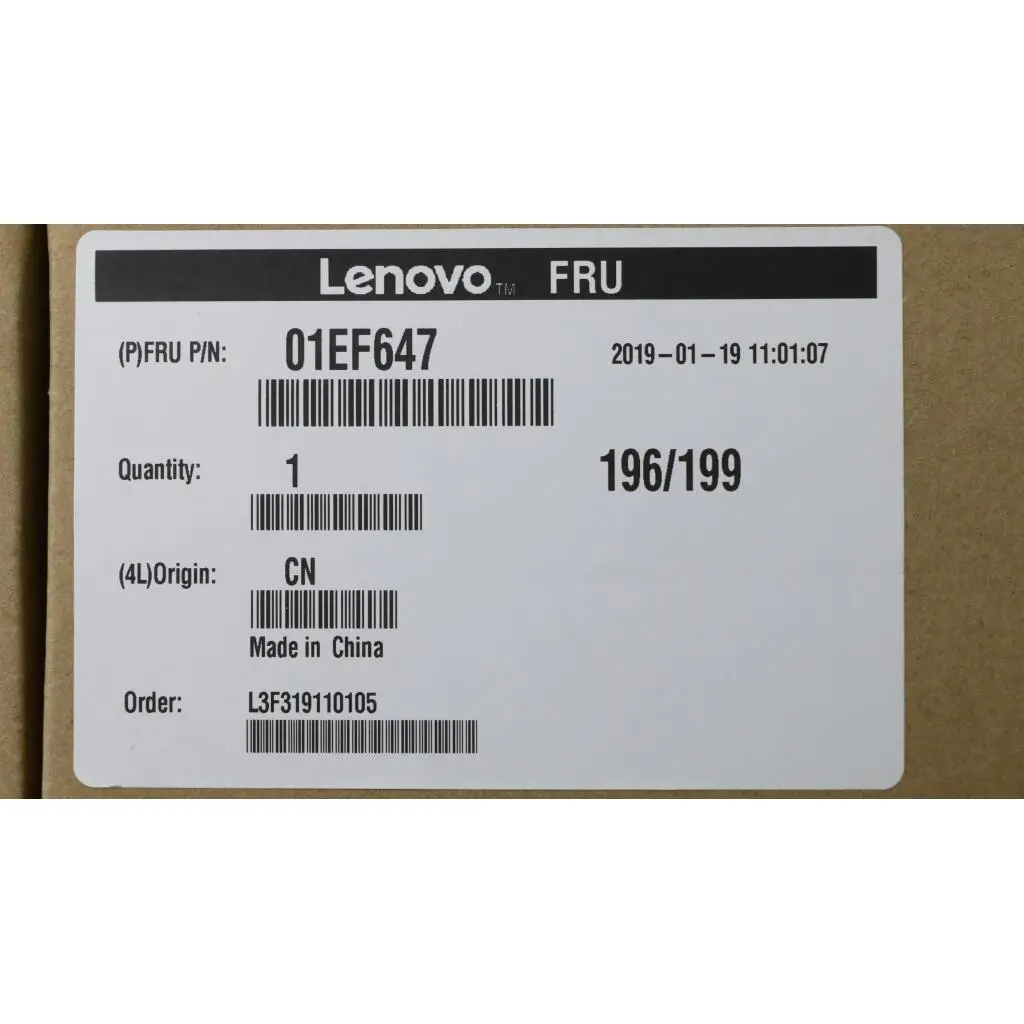 Lenovo™ FRU
(P)FRU P/N: 01EF647 2019-01-19 11:01:07
Quantity: 1 196/199
(4L)Origin: CN
Made in China
Order: L3F319110105